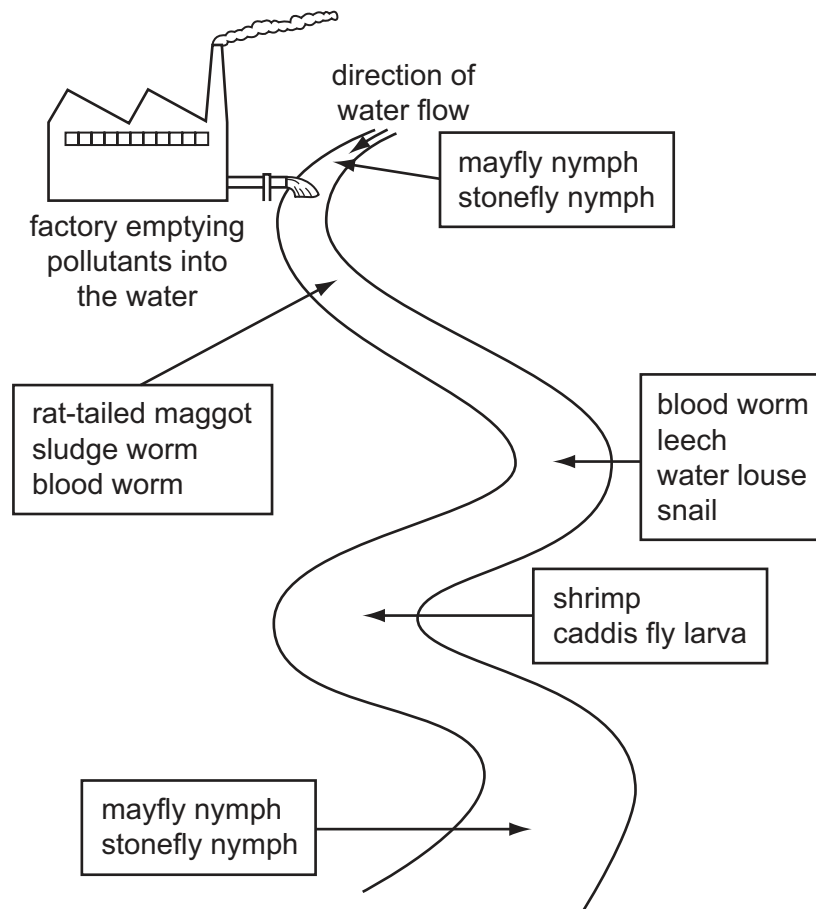 direction of
water flow
mayfly nymph
stonefly nymph
factory emptying
pollutants into
the water
rat-tailed maggot
sludge worm
blood worm
blood worm
leech
water louse
snail
shrimp
caddis fly larva
mayfly nymph
stonefly nymph